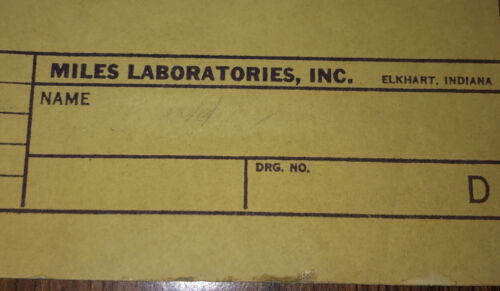 MILES LABORATORIES, INC. ELKHART, INDIANA
NAME
DRG. NO.
D